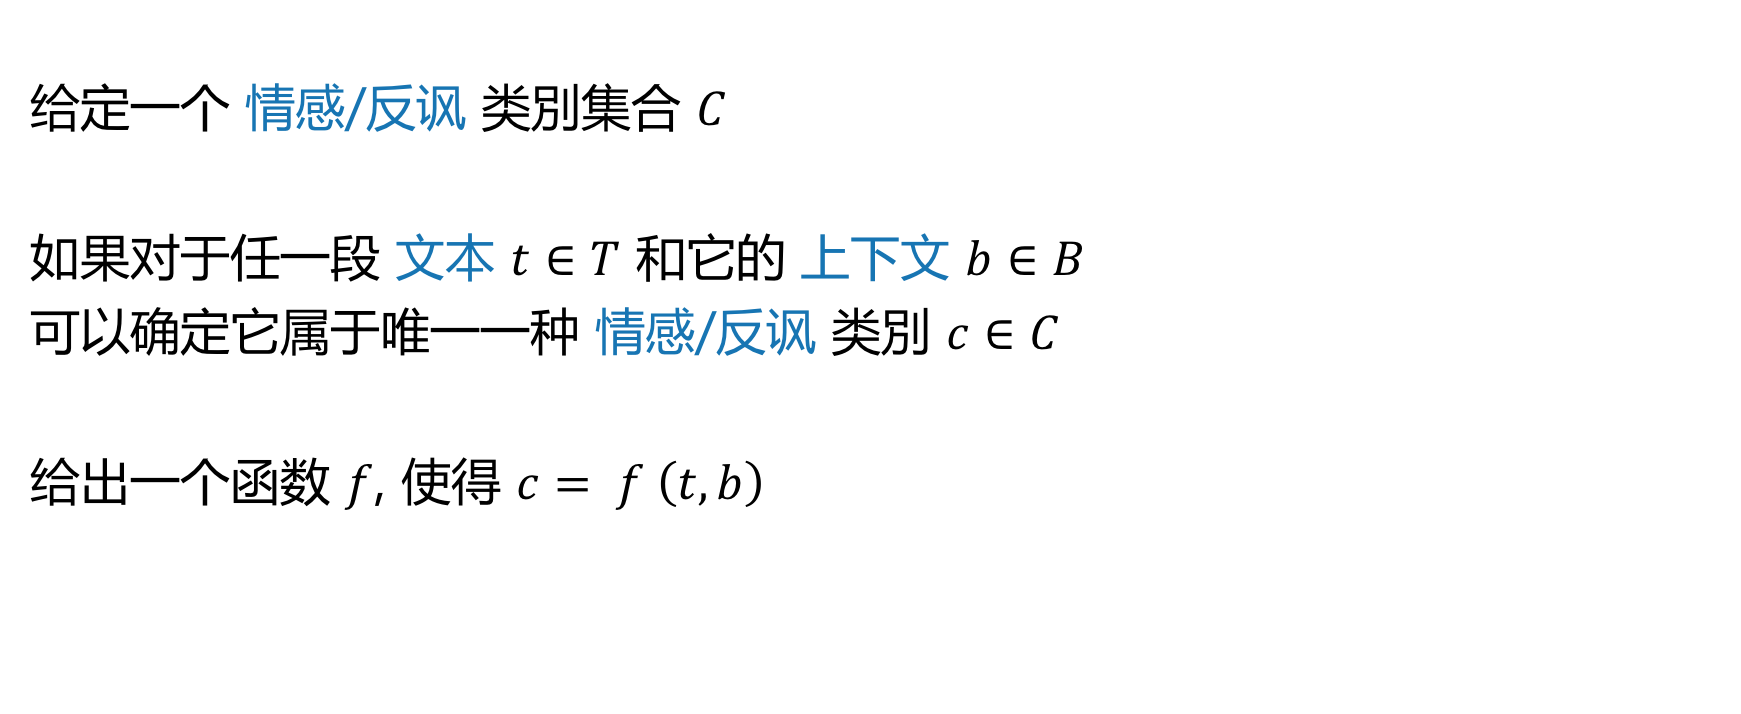 给定一个 情感/反讽 类别集合 C
如果对于任一段 文本 t ∈ T 和它的 上下文 b ∈ B
可以确定它属于唯一一种 情感/反讽 类别 c ∈ C
给出一个函数 f, 使得 c = f (t, b)